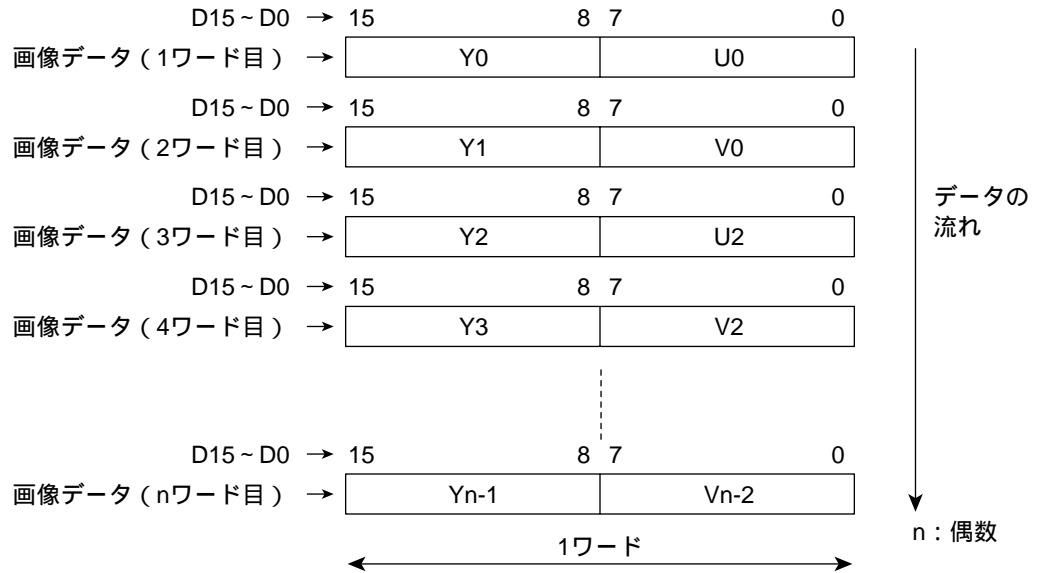 D15~D0 → 15 8 7 0
画像データ(1ワード目) → Y0 U0
D15~D0 → 15 8 7 0
画像データ(2ワード目) → Y1 V0
D15~D0 → 15 8 7 0
画像データ(3ワード目) → Y2 U2
D15~D0 → 15 8 7 0
画像データ(4ワード目) → Y3 V2
D15~D0 → 15 8 7 0
画像データ(nワード目) → Yn-1 Vn-2
1ワード
データの
流れ
n:偶数